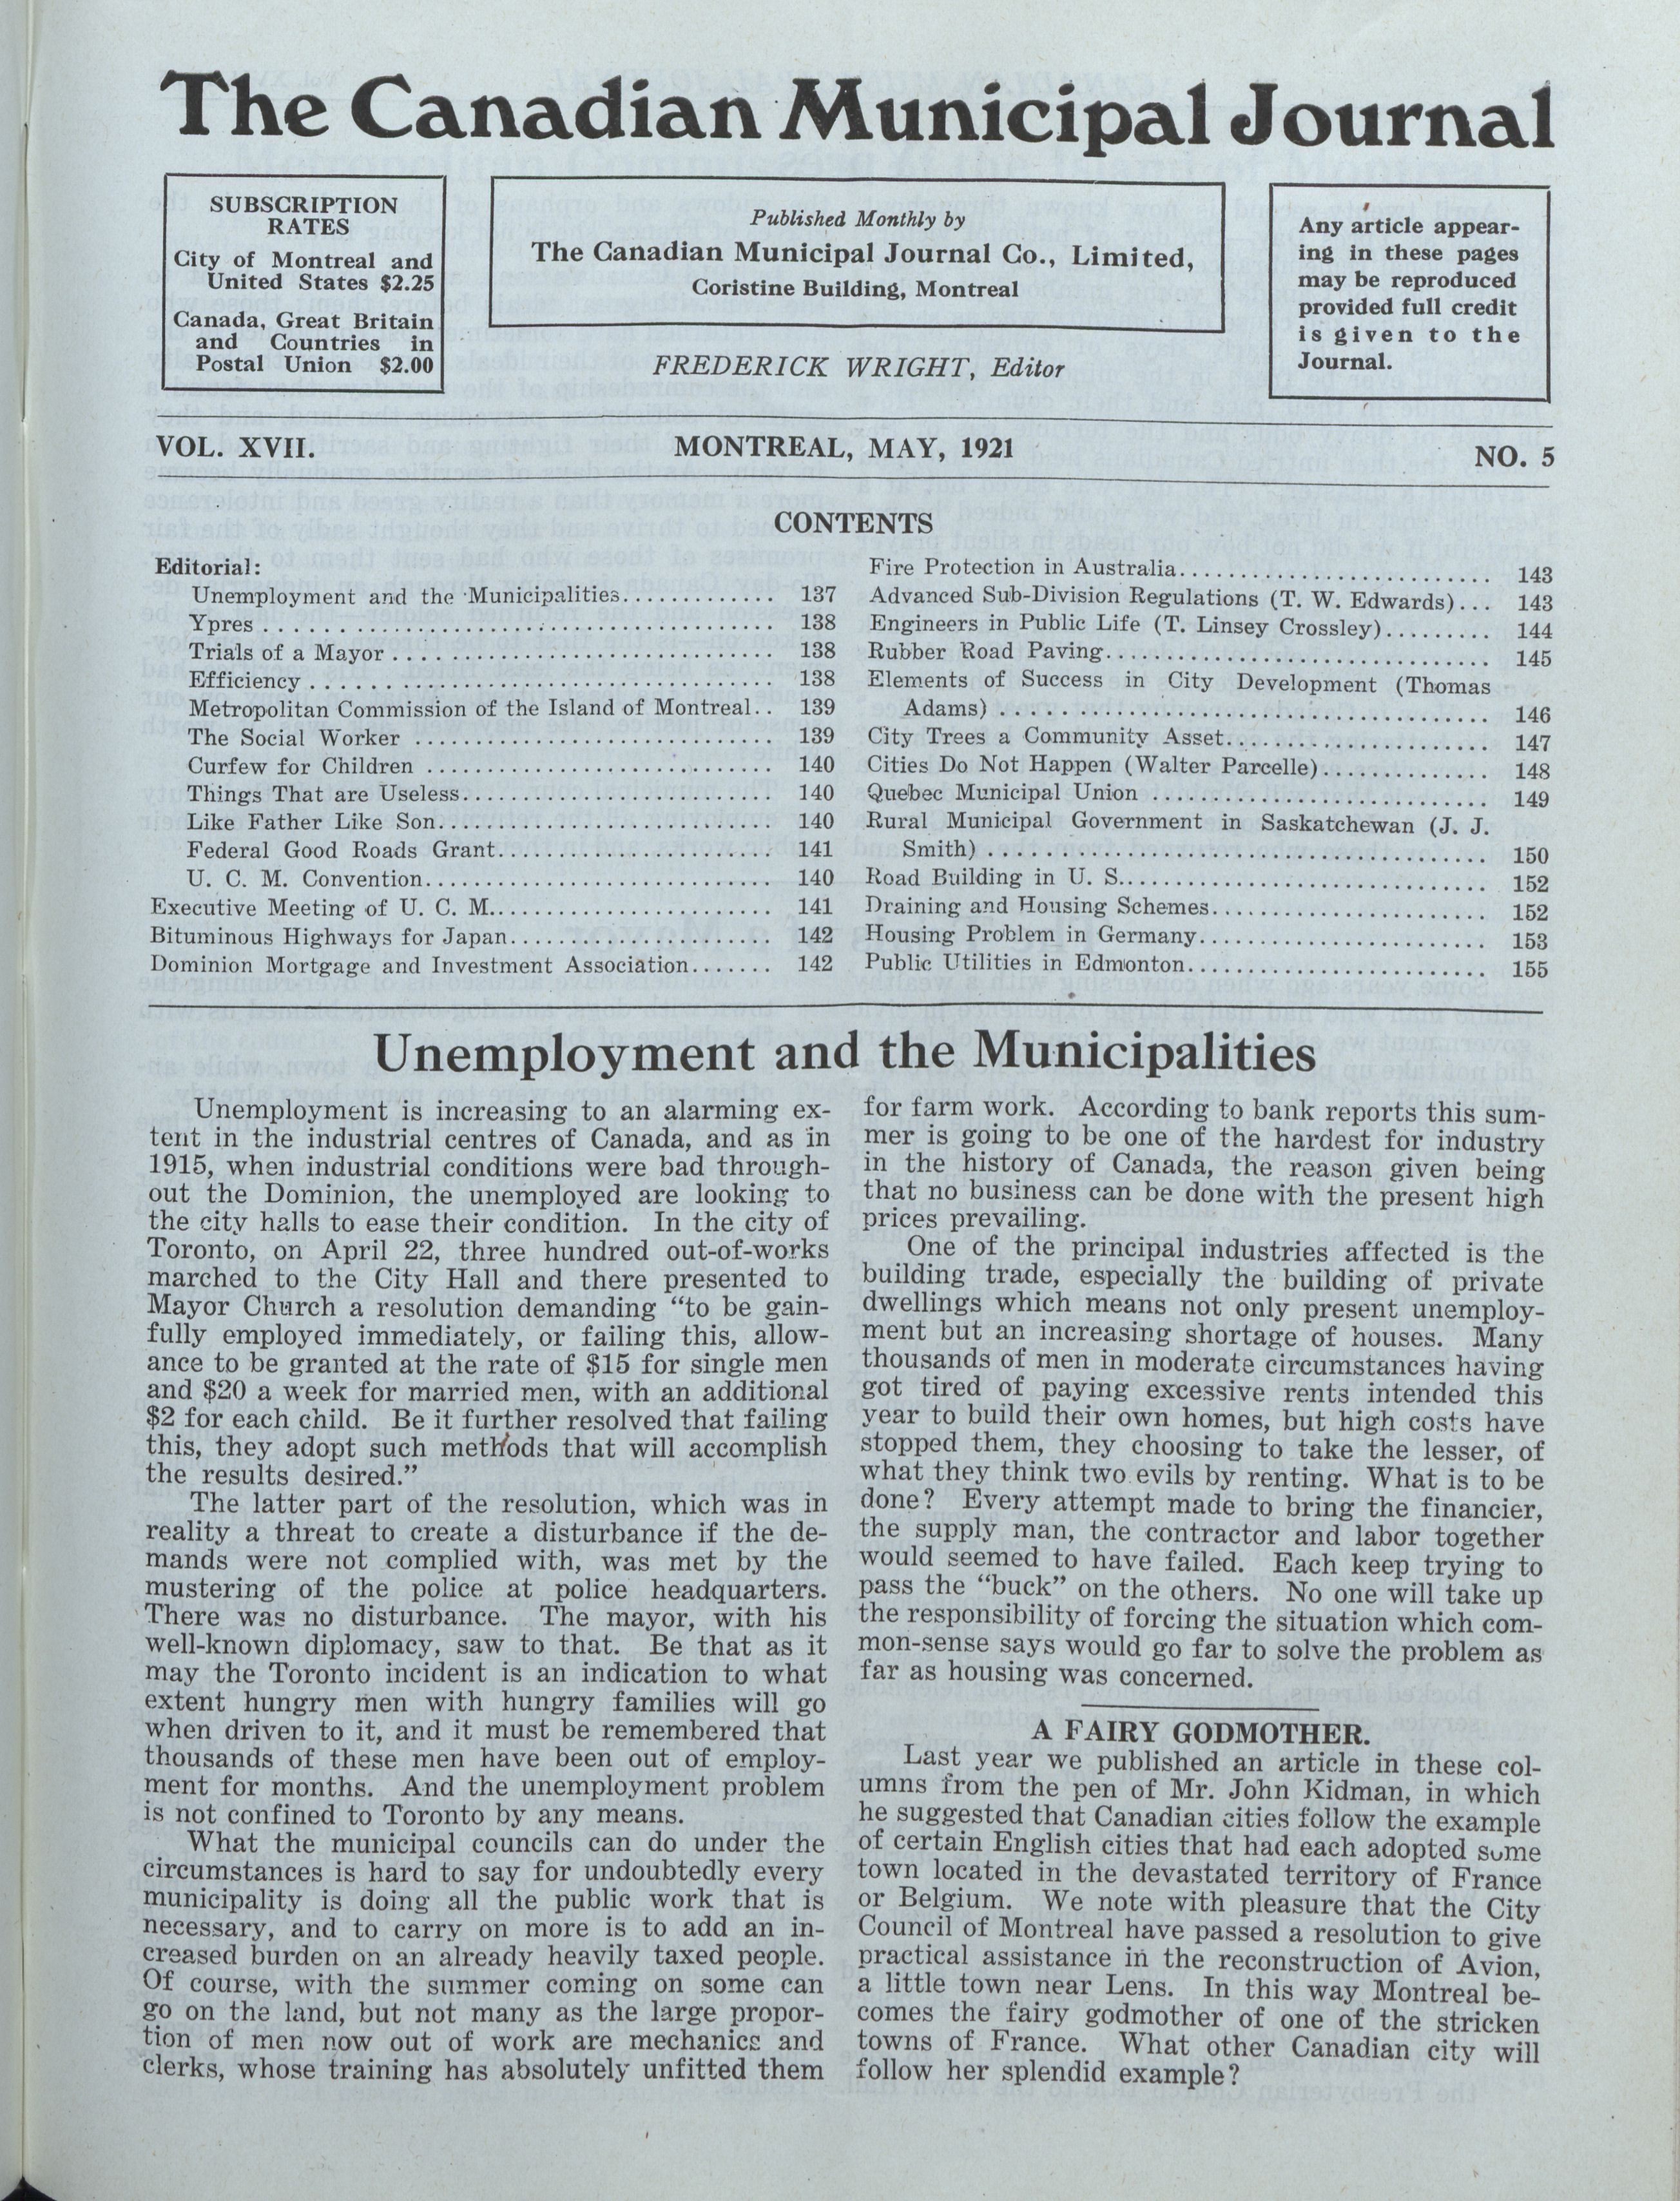 The Canadian Municipal Journal
SUBSCRIPTION
RATES
City of Montreal and
United States $2.25
Canada, Great Britain
and Countries in
Postal Union $2.00
Published Monthly by
The Canadian Municipal Journal Co., Limited,
Coristine Building, Montreal
FREDERICK WRIGHT, Editor
Any article appear-
ing in these pages
may be reproduced
provided full credit
is given to the
Journal.
VOL. XVII.
MONTREAL, MAY, 1921
NO. 5
CONTENTS
Editorial:
Unemployment and the Municipalities............. 137
Ypres .................................. 138
Trials of a Mayor .............................. 138
Efficiency ................................... 138
Metropolitan Commission of the Island of Montreal.. 139
The Social Worker ............................ 139
Curfew for Children ........................... 140
Things That are Useless......................... 140
Like Father Like Son........................... 140
Federal Good Roads Grant...................... 141
U. C. M. Convention............................ 140
Executive Meeting of U. C. M....................... 141
Bituminous Highways for Japan..................... 142
Dominion Mortgage and Investment Association....... 142
Fire Protection in Australia......................... 143
Advanced Sub-Division Regulations (T. W. Edwards)... 143
Engineers in Public Life (T. Linsey Crossley)......... 144
Rubber Road Paving............................... 145
Elements of Success in City Development (Thomas
Adams) ........................................ 146
City Trees a Community Asset...................... 147
Cities Do Not Happen (Walter Parcelle).............. 148
Quebec Municipal Union ........................... 149
Rural Municipal Government in Saskatchewan (J. J.
Smith) ......................................... 150
Road Building in U. S.............................. 152
Draining and Housing Schemes....................... 152
Housing Problem in Germany........................ 153
Public Utilities in Edmonton......................... 155
Unemployment and the Municipalities
Unemployment is increasing to an alarming ex-
tent in the industrial centres of Canada, and as in
1915, when industrial conditions were bad through-
out the Dominion, the unemployed are looking to
the city halls to ease their condition. In the city of
Toronto, on April 22, three hundred out-of-works
marched to the City Hall and there presented to
Mayor Church a resolution demanding “to be gain-
fully employed immediately, or failing this, allow-
ance to be granted at the rate of $15 for single men
and $20 a week for married men, with an additional
$2 for each child. Be it further resolved that failing
this, they adopt such methods that will accomplish
the results desired.”
The latter part of the resolution, which was in
reality a threat to create a disturbance if the de-
mands were not complied with, was met by the
mustering of the police at police headquarters.
There was no disturbance. The mayor, with his
well-known diplomacy, saw to that. Be that as it
may the Toronto incident is an indication to what
extent hungry men with hungry families will go
when driven to it, and it must be remembered that
thousands of these men have been out of employ-
ment for months. And the unemployment problem
is not confined to Toronto by any means.
What the municipal councils can do under the
circumstances is hard to say for undoubtedly every
municipality is doing all the public work that is
necessary, and to carry on more is to add an in-
creased burden on an already heavily taxed people.
Of course, with the summer coming on some can
go on the land, but not many as the large propor-
tion of men now out of work are mechanics and
clerks, whose training has absolutely unfitted them
for farm work. According to bank reports this sum-
mer is going to be one of the hardest for industry
in the history of Canada, the reason given being
that no business can be done with the present high
prices prevailing.
One of the principal industries affected is the
building trade, especially the building of private
dwellings which means not only present unemploy-
ment but an increasing shortage of houses. Many
thousands of men in moderate circumstances having
got tired of paying excessive rents intended this
year to build their own homes, but high costs have
stopped them, they choosing to take the lesser, of
what they think two evils by renting. What is to be
done? Every attempt made to bring the financier,
the supply man, the contractor and labor together
would seemed to have failed. Each keep trying to
pass the “buck” on the others. No one will take up
the responsibility of forcing the situation which com-
mon-sense says would go far to solve the problem as
far as housing was concerned.
A FAIRY GODMOTHER.
Last year we published an article in these col-
umns from the pen of Mr. John Kidman, in which
he suggested that Canadian cities follow the example
of certain English cities that had each adopted some
town located in the devastated territory of France
or Belgium. We note with pleasure that the City
Council of Montreal have passed a resolution to give
practical assistance in the reconstruction of Avion,
a little town near Lens. In this way Montreal be-
comes the fairy godmother of one of the stricken
towns of France. What other Canadian city will
follow her splendid example?